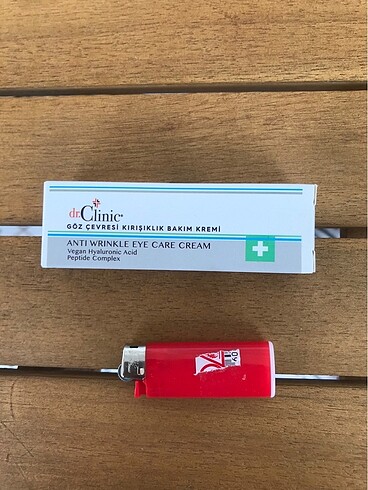 dr.Clinic®
GÖZ ÇEVRESİ KIRIŞIKLIK BAKIM KREMİ
ANTI WRINKLE EYE CARE CREAM
Vegan Hyaluronic Acid
Peptide Complex